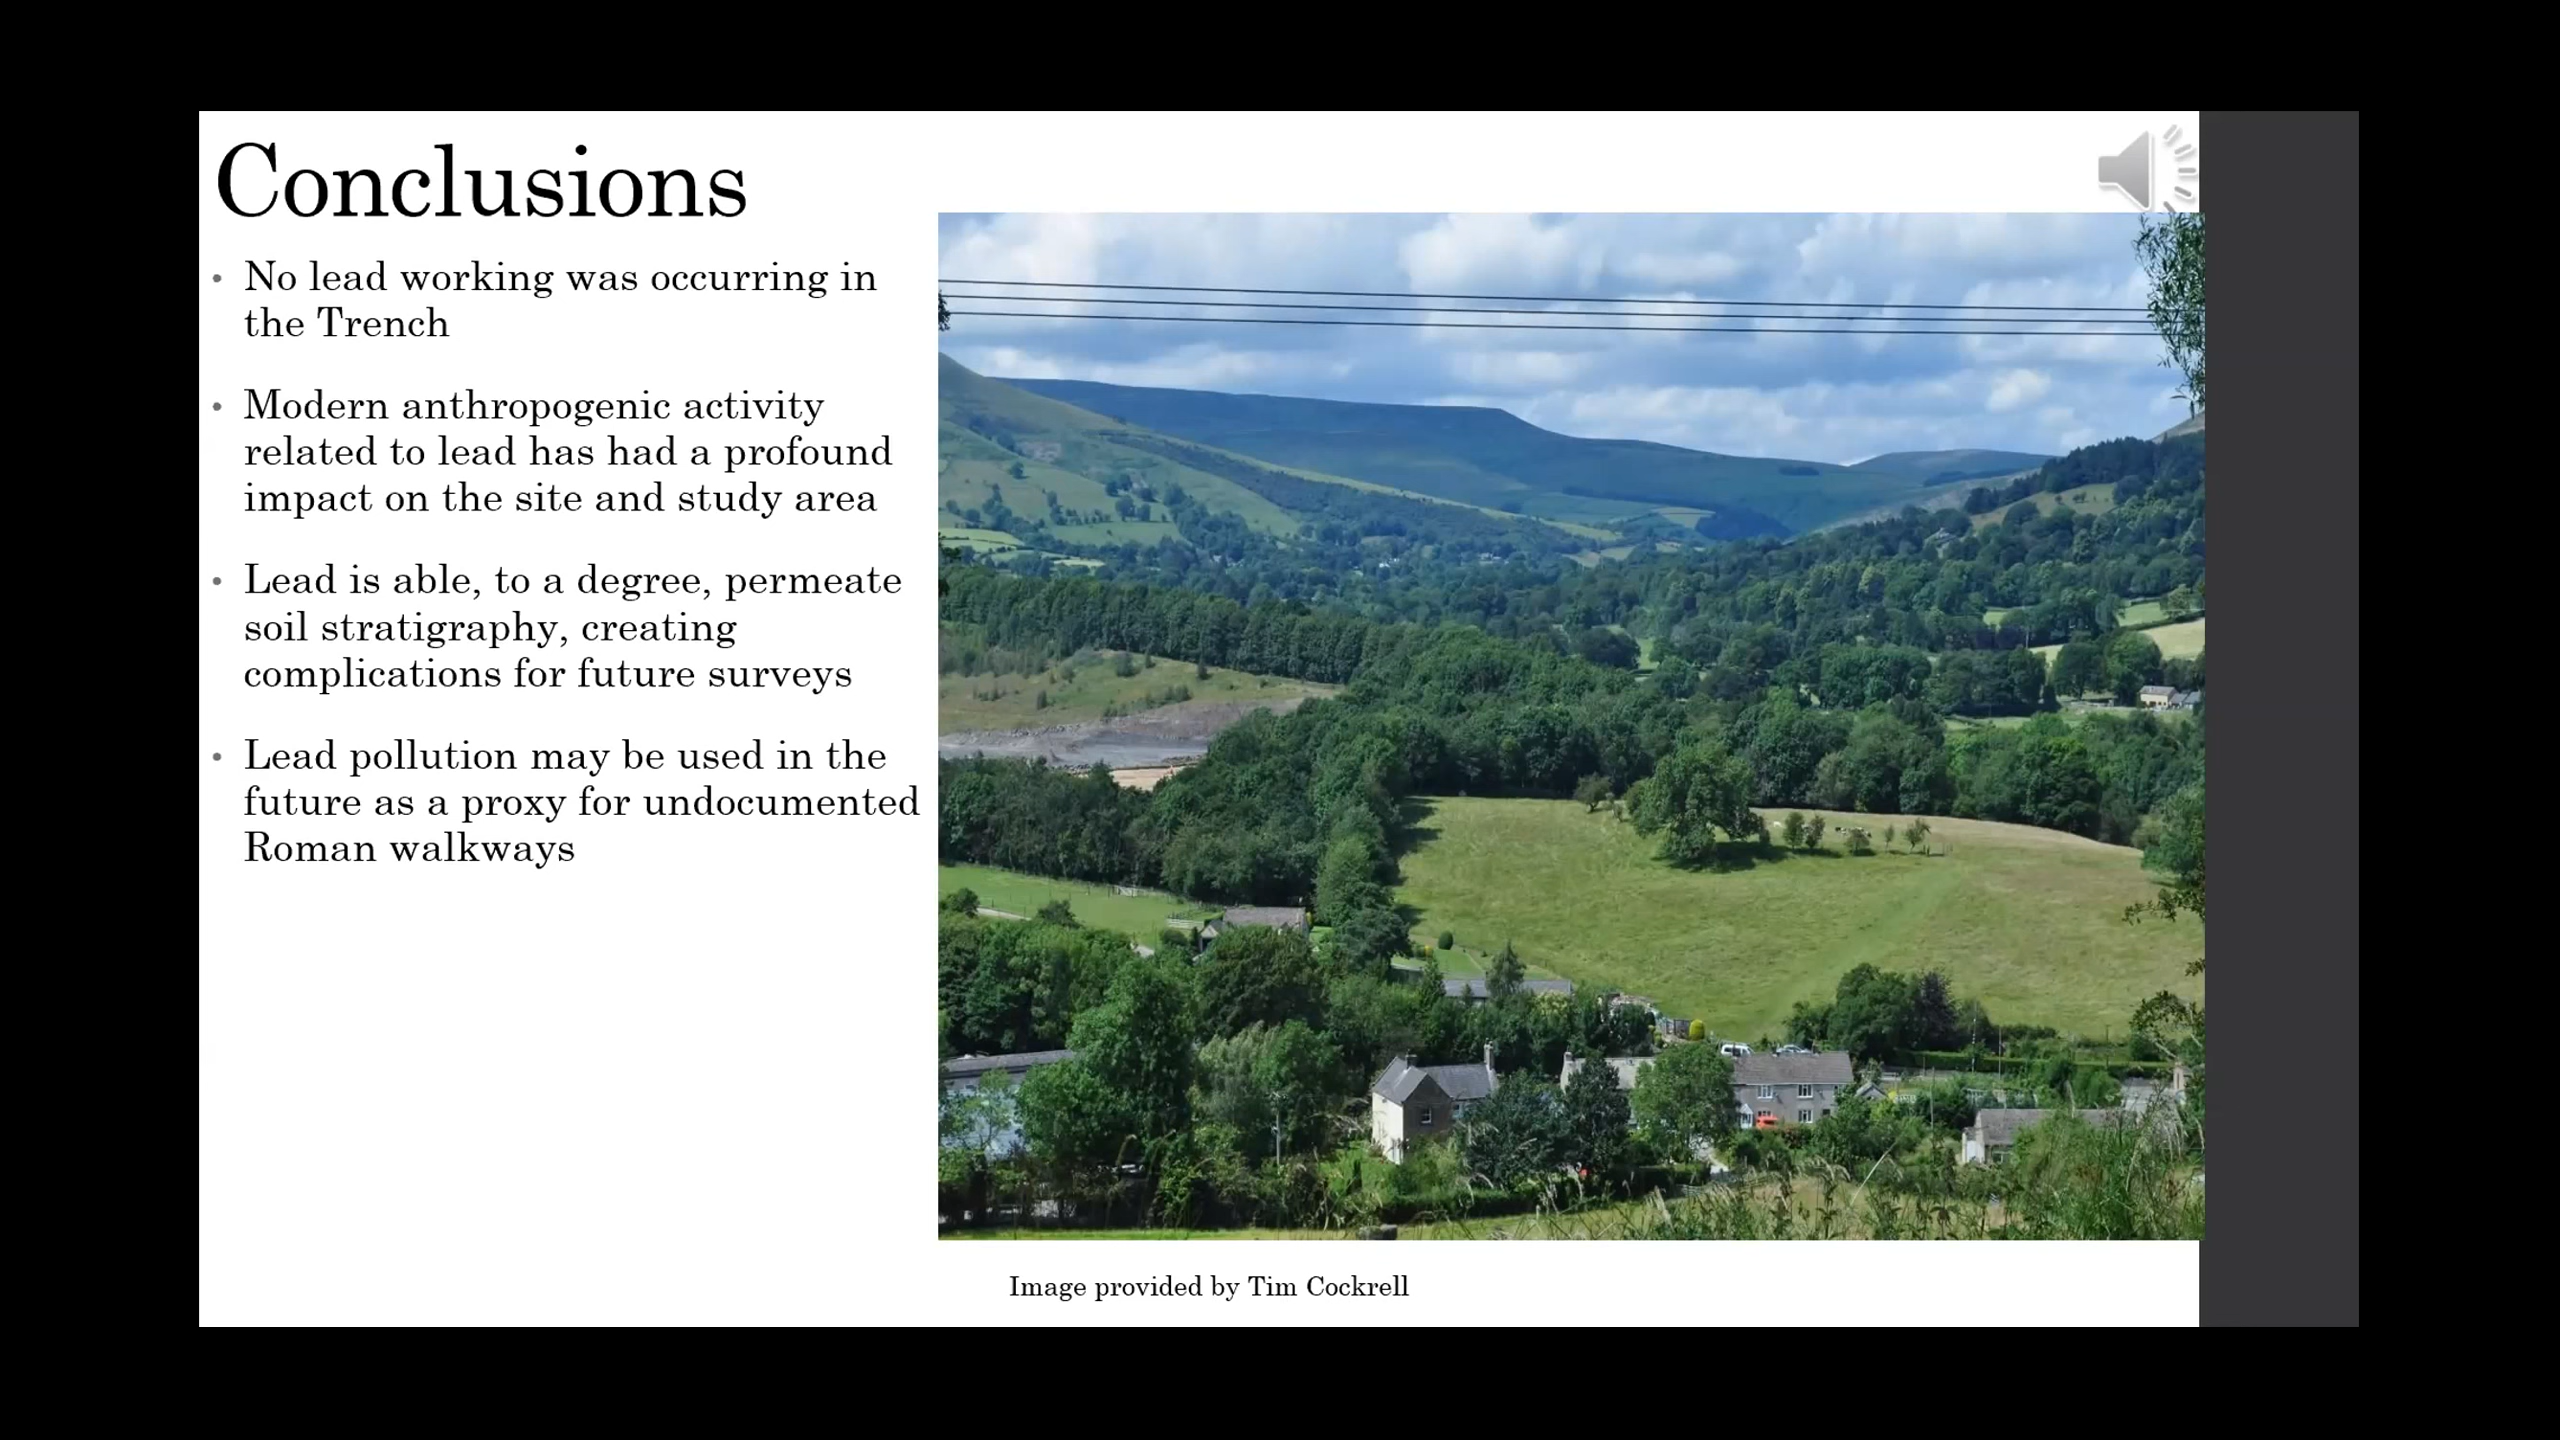 Conclusions
• No lead working was occurring in
the Trench
• Modern anthropogenic activity
related to lead has had a profound
impact on the site and study area
• Lead is able, to a degree, permeate
soil stratigraphy, creating
complications for future surveys
• Lead pollution may be used in the
future as a proxy for undocumented
Roman walkways
Image provided by Tim Cockrell